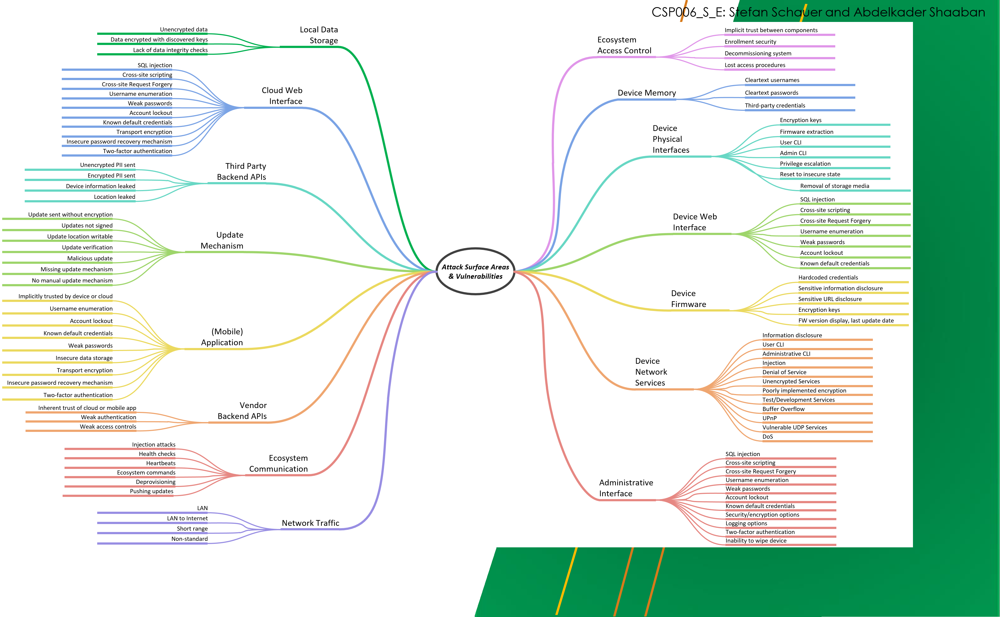 CSP006_S_E: Stefan Schauer and Abdelkader Shaaban
Local Data
Storage
Unencrypted data
Data encrypted with discovered keys
Lack of data integrity checks
Cloud Web
Interface
SQL injection
Cross-site scripting
Cross-site Request Forgery
Username enumeration
Weak passwords
Account lockout
Known default credentials
Transport encryption
Insecure password recovery mechanism
Two-factor authentication
Third Party
Backend APIs
Unencrypted PII sent
Encrypted PII sent
Device information leaked
Location leaked
Update
Mechanism
Update sent without encryption
Updates not signed
Update location writable
Update verification
Malicious update
Missing update mechanism
No manual update mechanism
(Mobile)
Application
Implicitly trusted by device or cloud
Username enumeration
Account lockout
Known default credentials
Weak passwords
Insecure data storage
Transport encryption
Insecure password recovery mechanism
Two-factor authentication
Vendor
Backend APIs
Inherent trust of cloud or mobile app
Weak authentication
Weak access controls
Ecosystem
Communication
Injection attacks
Health checks
Heartbeats
Ecosystem commands
Deprovisioning
Pushing updates
Network Traffic
LAN
LAN to Internet
Short range
Non-standard
Attack Surface Areas
& Vulnerabilities
Ecosystem
Access Control
Implicit trust between components
Enrollment security
Decommissioning system
Lost access procedures
Device Memory
Cleartext usernames
Cleartext passwords
Third-party credentials
Device
Physical
Interfaces
Encryption keys
Firmware extraction
User CLI
Admin CLI
Privilege escalation
Reset to insecure state
Removal of storage media
Device Web
Interface
SQL injection
Cross-site scripting
Cross-site Request Forgery
Username enumeration
Weak passwords
Account lockout
Known default credentials
Device
Firmware
Hardcoded credentials
Sensitive information disclosure
Sensitive URL disclosure
Encryption keys
FW version display, last update date
Device
Network
Services
Information disclosure
User CLI
Administrative CLI
Injection
Denial of Service
Unencrypted Services
Poorly implemented encryption
Test/Development Services
Buffer Overflow
UPnP
Vulnerable UDP Services
DoS
Administrative
Interface
SQL injection
Cross-site scripting
Cross-site Request Forgery
Username enumeration
Weak passwords
Account lockout
Known default credentials
Security/encryption options
Logging options
Two-factor authentication
Inability to wipe device